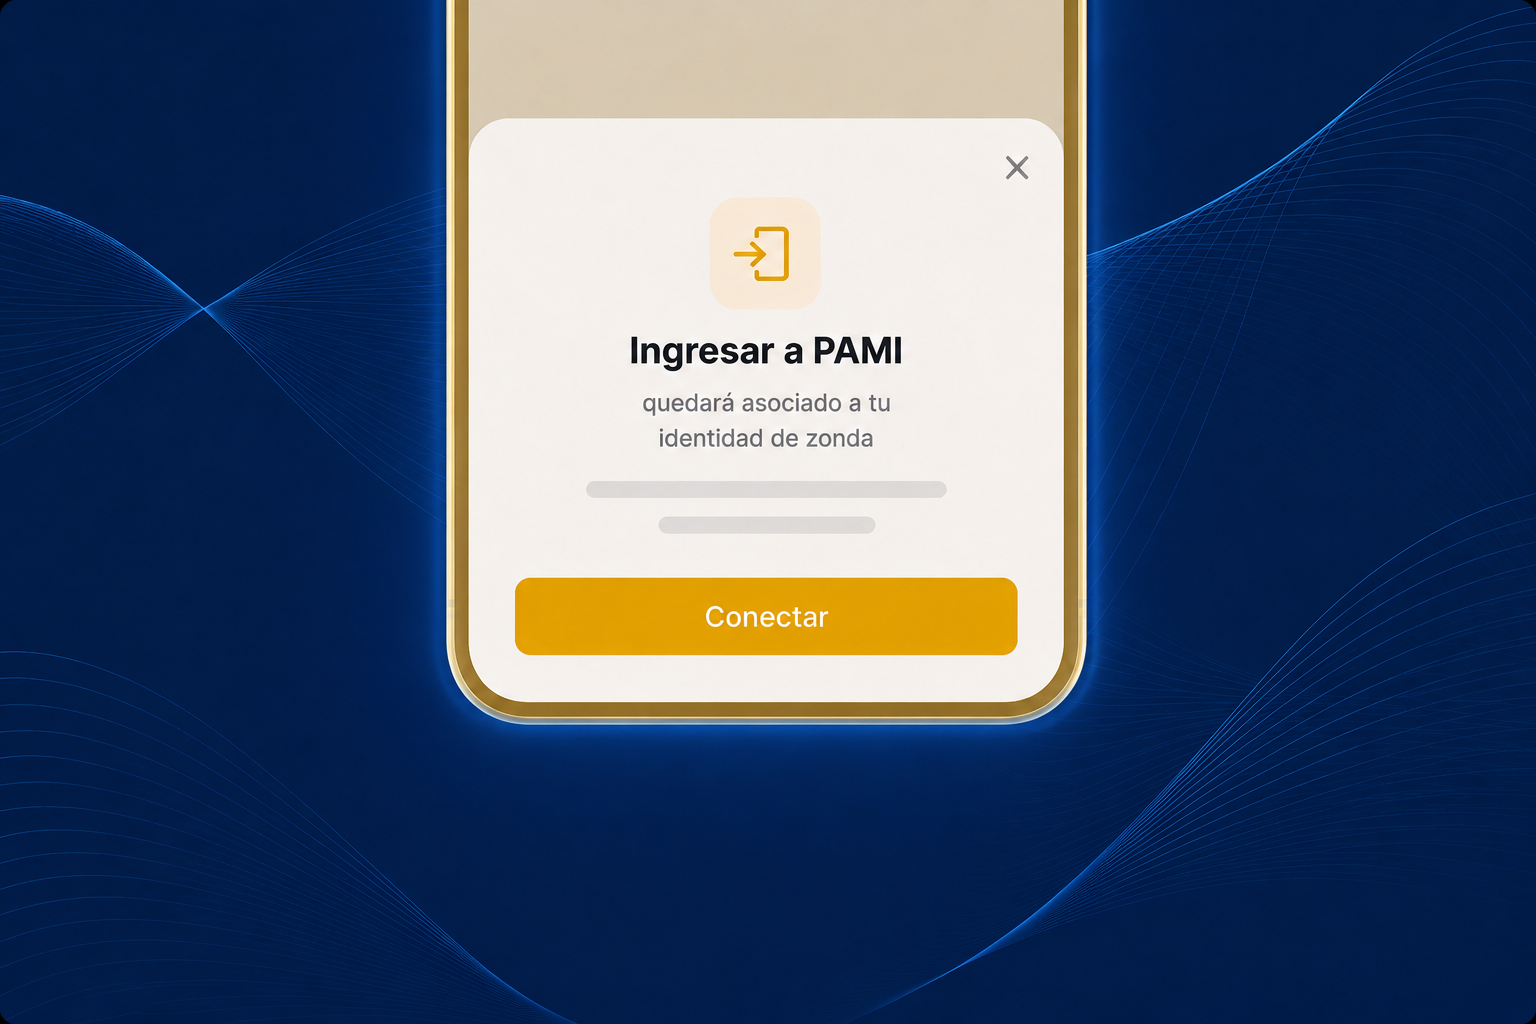 Ingresar a PAMI
quedará asociado a tu
identidad de zonda
Conectar